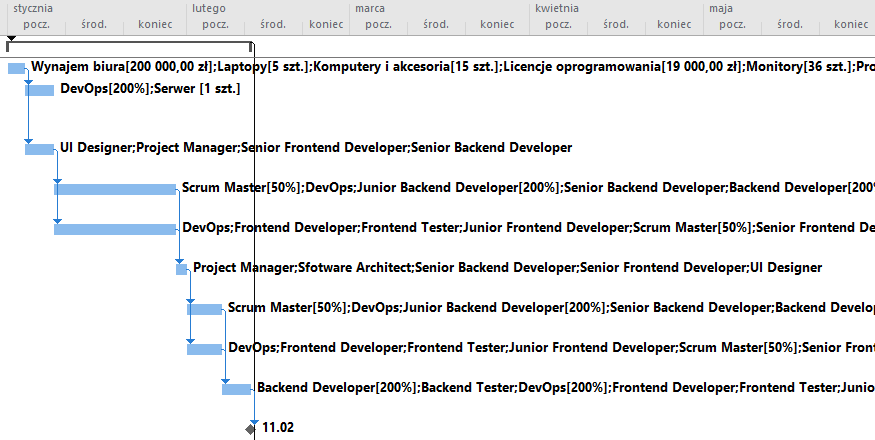 stycznia lutego marca kwietnia maja
pocz. środ. koniec pocz. środ. koniec pocz. środ. koniec pocz. środ. koniec pocz. środ. koniec
Wynajem biura[200 000,00 zł];Laptopy[5 szt.];Komputery i akcesoria[15 szt.];Licencje oprogramowania[19 000,00 zł];Monitory[36 szt.];Pro
DevOps[200%];Serwer [1 szt.]
UI Designer;Project Manager;Senior Frontend Developer;Senior Backend Developer
Scrum Master[50%];DevOps;Junior Backend Developer[200%];Senior Backend Developer;Backend Developer[200%
DevOps;Frontend Developer;Frontend Tester;Junior Frontend Developer;Scrum Master[50%];Senior Frontend De
Project Manager;Sfotware Architect;Senior Backend Developer;Senior Frontend Developer;UI Designer
Scrum Master[50%];DevOps;Junior Backend Developer[200%];Senior Backend Developer;Backend Develo
DevOps;Frontend Developer;Frontend Tester;Junior Frontend Developer;Scrum Master[50%];Senior Front
Backend Developer[200%];Backend Tester;DevOps[200%];Frontend Developer;Frontend Tester;Junio
11.02